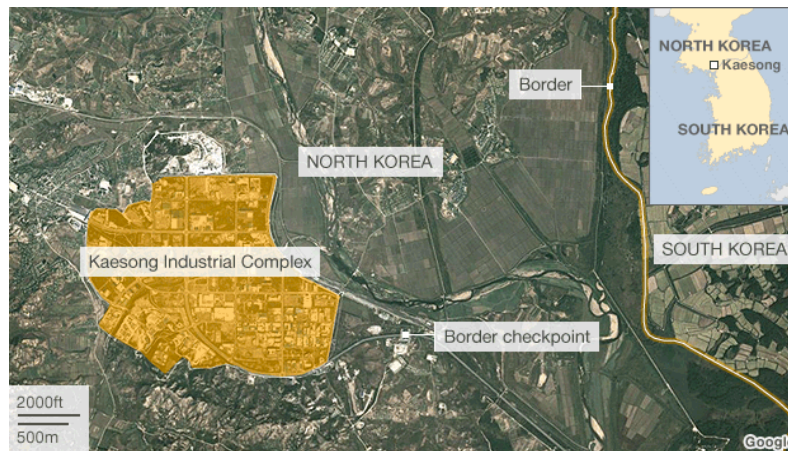 NORTH KOREA
Kaesong
SOUTH KOREA
Border
NORTH KOREA
SOUTH KOREA
Kaesong Industrial Complex
Border checkpoint
2000ft
500m
Google